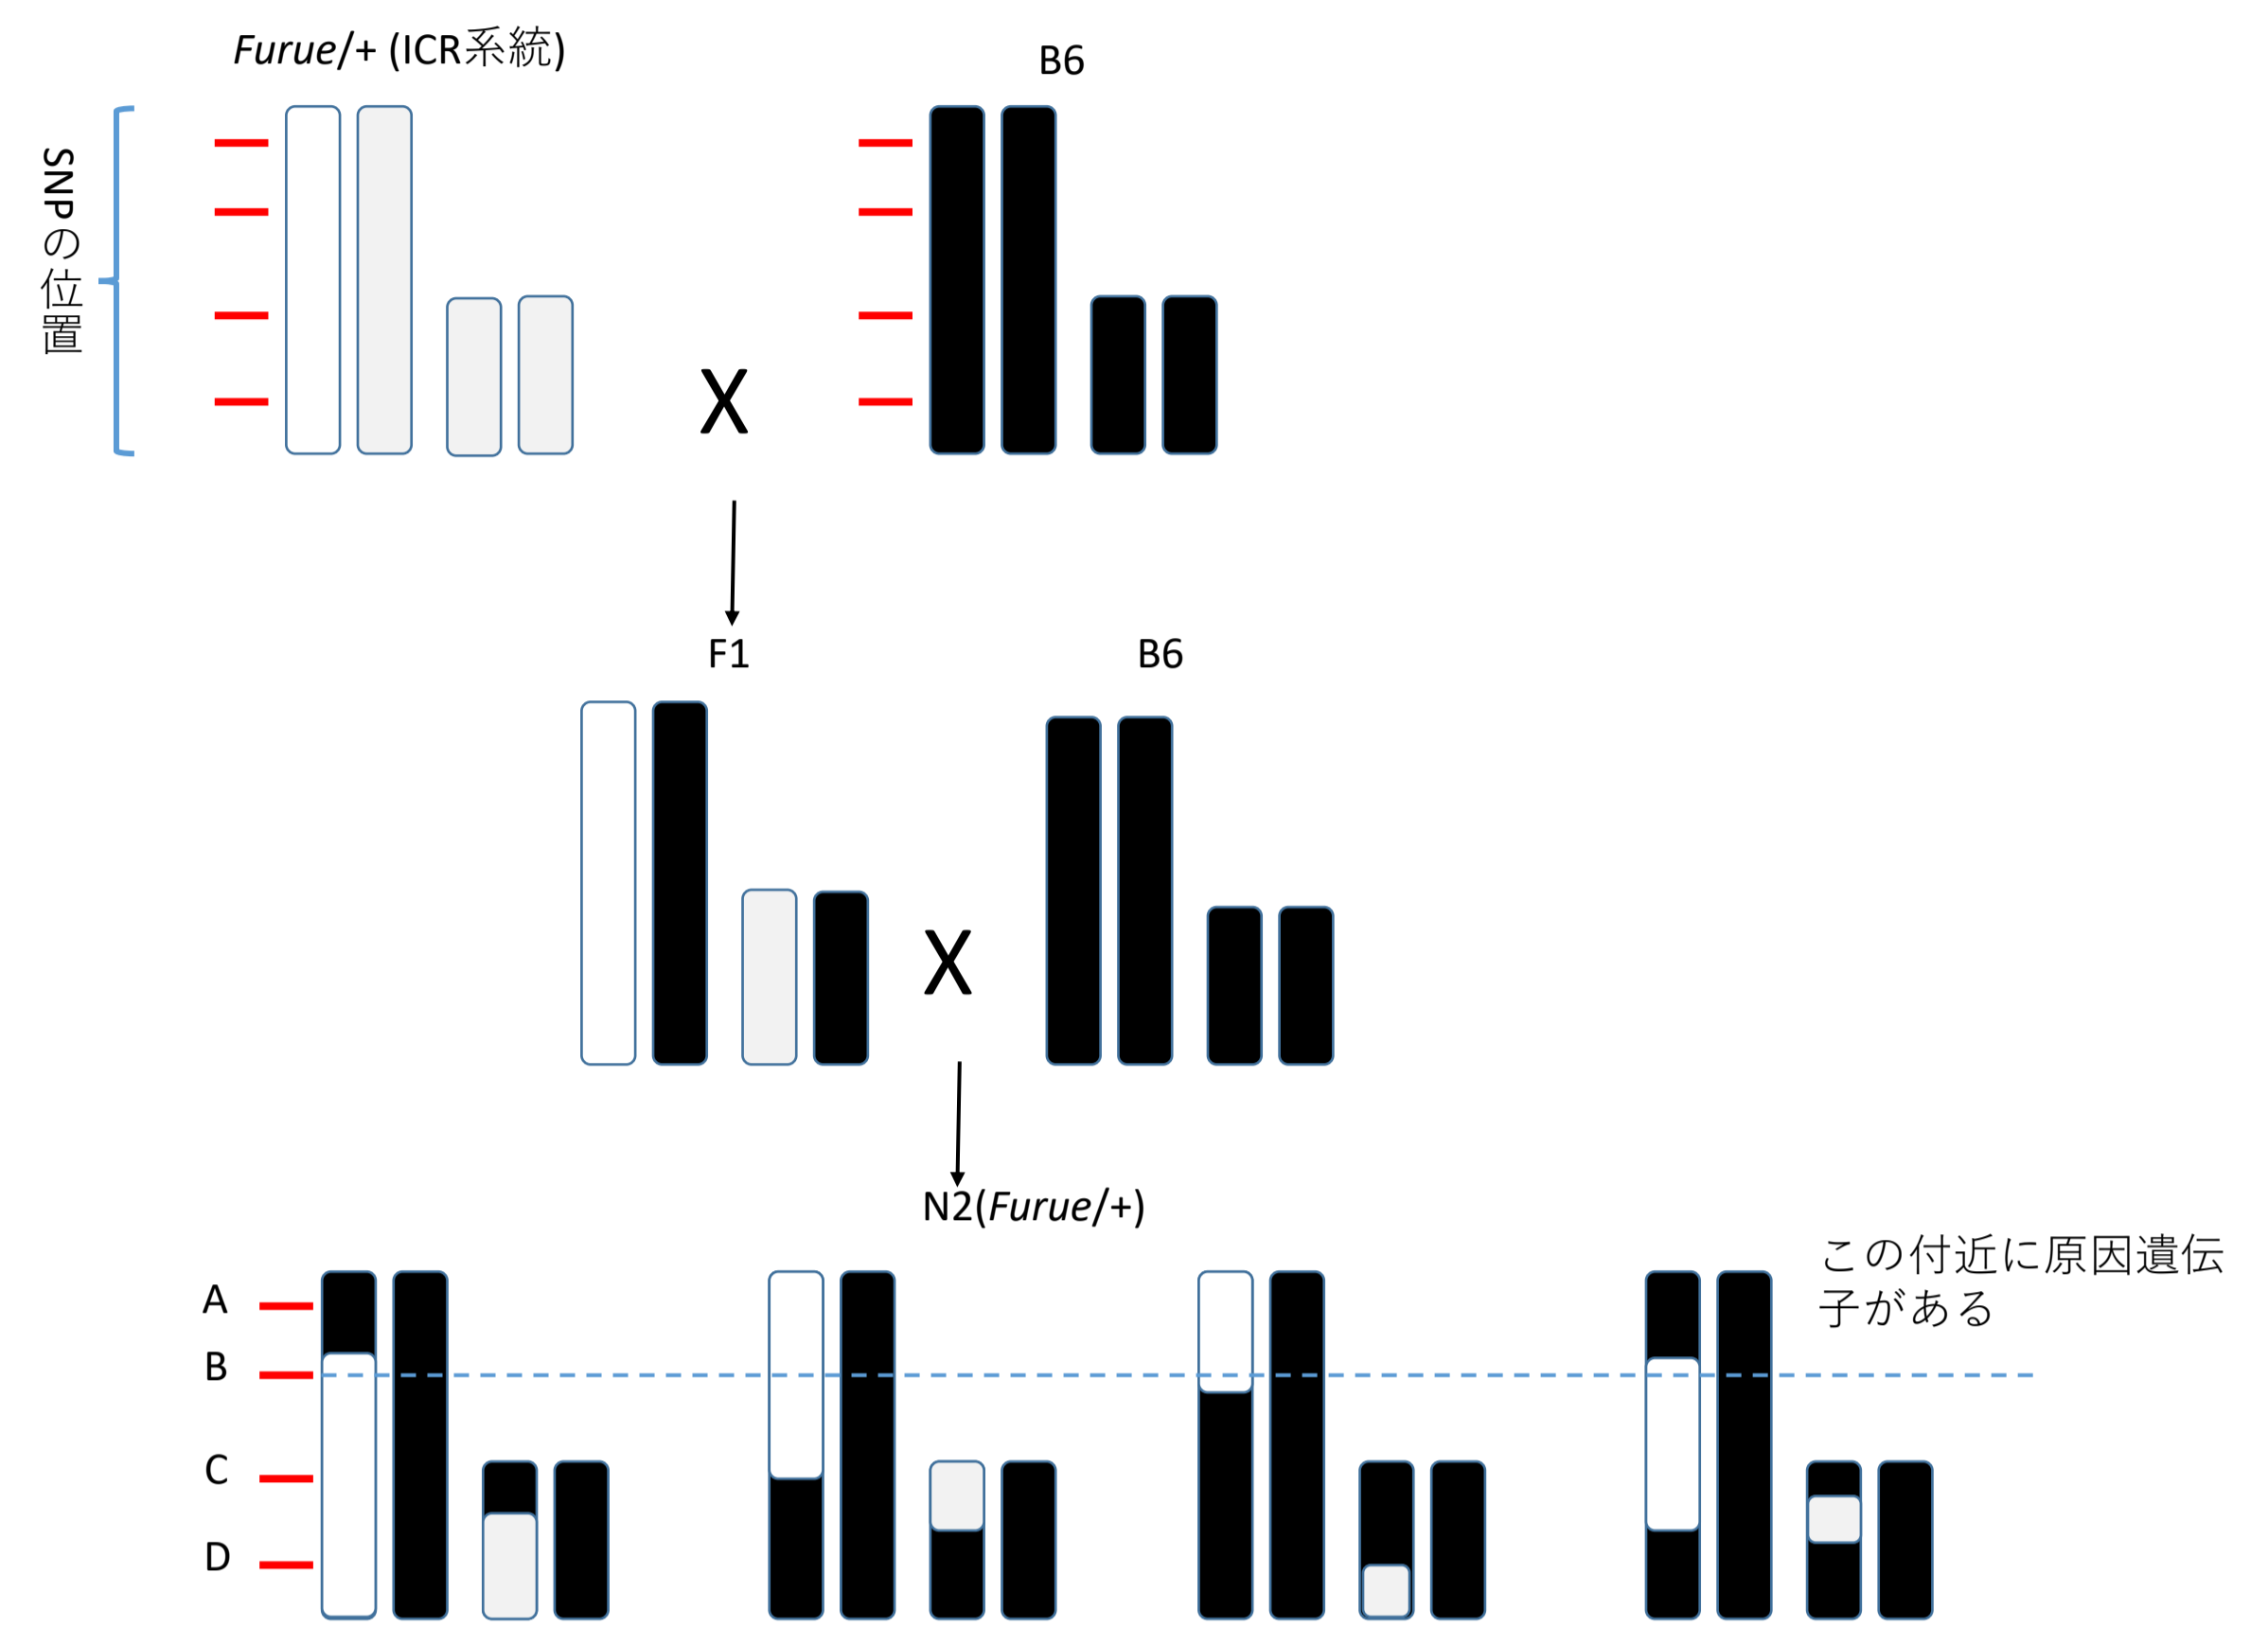 Furue/+ (ICR系統)
B6
SNPの位置
X
F1
B6
X
N2(Furue/+)
この付近に原因遺伝
子がある
A
B
C
D